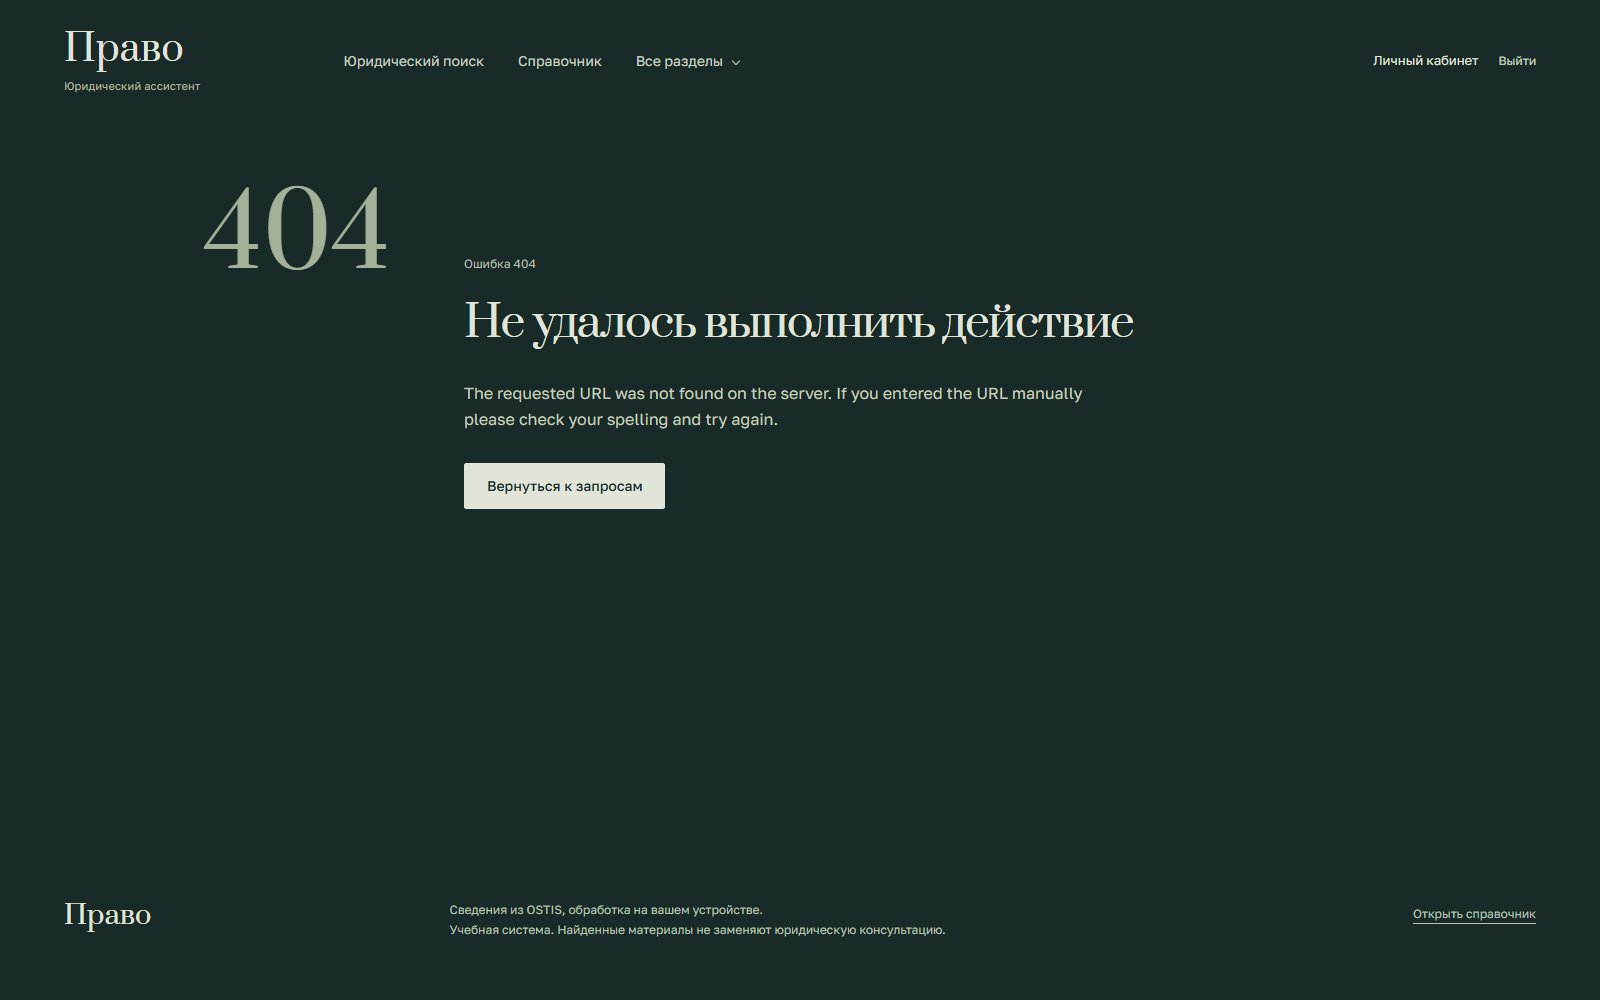 Право
Юридический ассистент
Юридический поиск
Справочник
Все разделы
Личный кабинет
Выйти
404
Ошибка 404
Не удалось выполнить действие
The requested URL was not found on the server. If you entered the URL manually
please check your spelling and try again.
Вернуться к запросам
Право
Сведения из OSTIS, обработка на вашем устройстве.
Учебная система. Найденные материалы не заменяют юридическую консультацию.
Открыть справочник